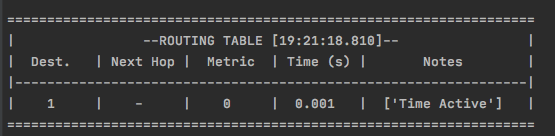 =================================================================
|                --ROUTING TABLE [19:21:18.810]--               |
|  Dest.   | Next Hop |  Metric  | Time (s) |       Notes       |
|---------------------------------------------------------------|
|    1     |    -     |    0     |  0.001   |  ['Time Active']  |
=================================================================